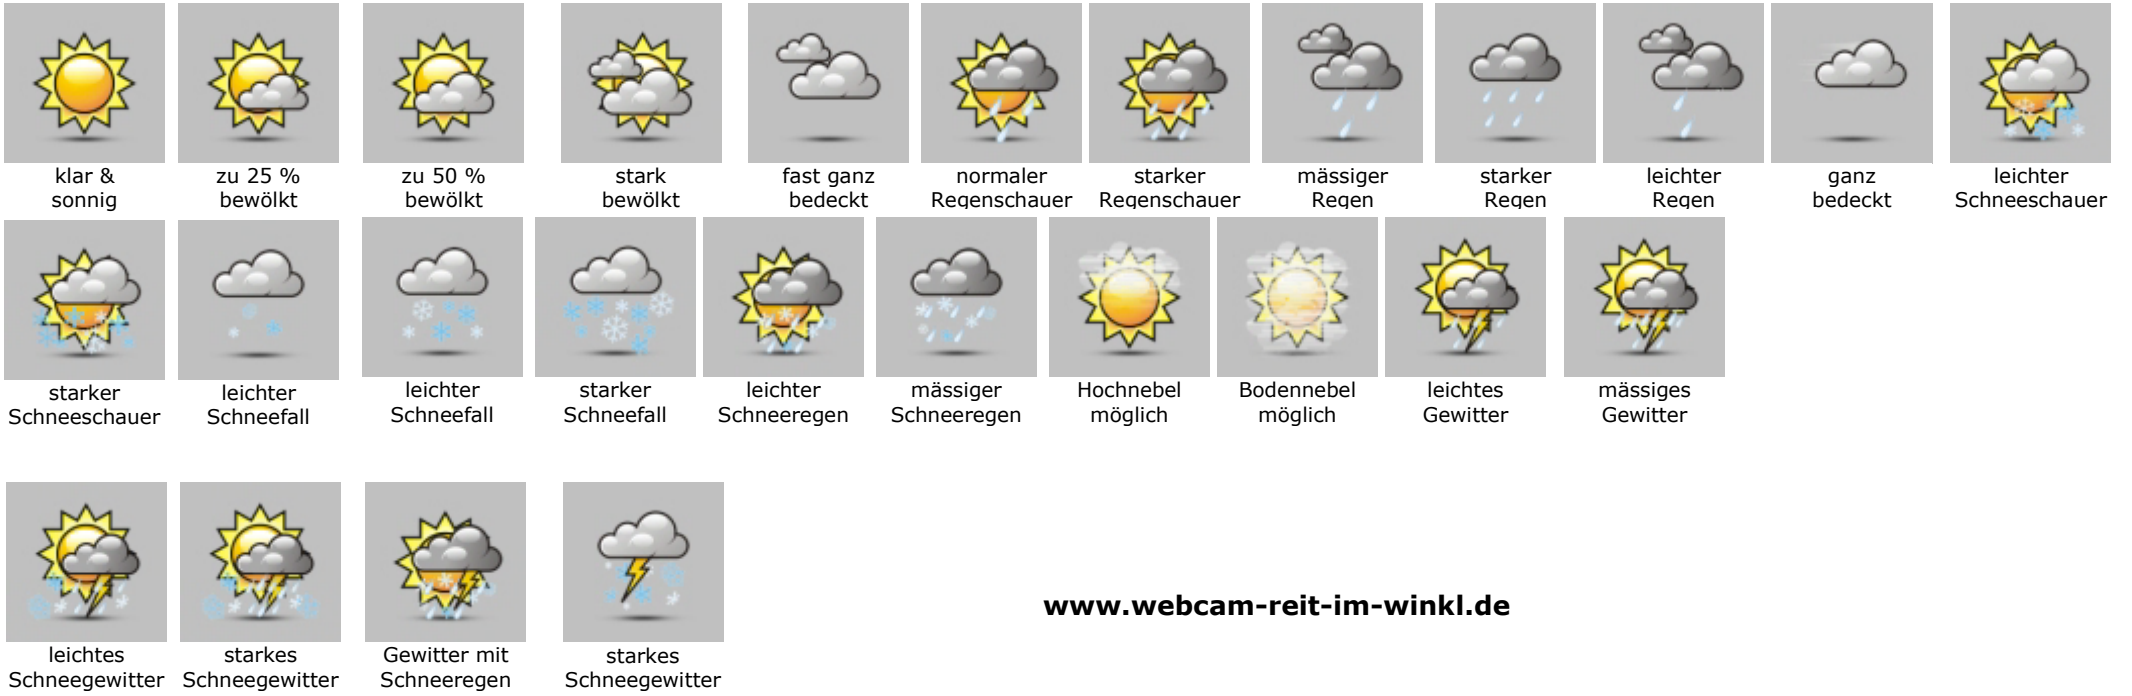 klar &
sonnig
zu 25 %
bewölkt
zu 50 %
bewölkt
stark
bewölkt
fast ganz
bedeckt
normaler
Regenschauer
starker
Regenschauer
mässiger
Regen
starker
Regen
leichter
Regen
ganz
bedeckt
leichter
Schneeschauer
starker
Schneeschauer
leichter
Schneefall
leichter
Schneefall
starker
Schneefall
leichter
Schneeregen
mässiger
Schneeregen
Hochnebel
möglich
Bodennebel
möglich
leichtes
Gewitter
mässiges
Gewitter
leichtes
Schneegewitter
starkes
Schneegewitter
Gewitter mit
Schneeregen
starkes
Schneegewitter
www.webcam-reit-im-winkl.de